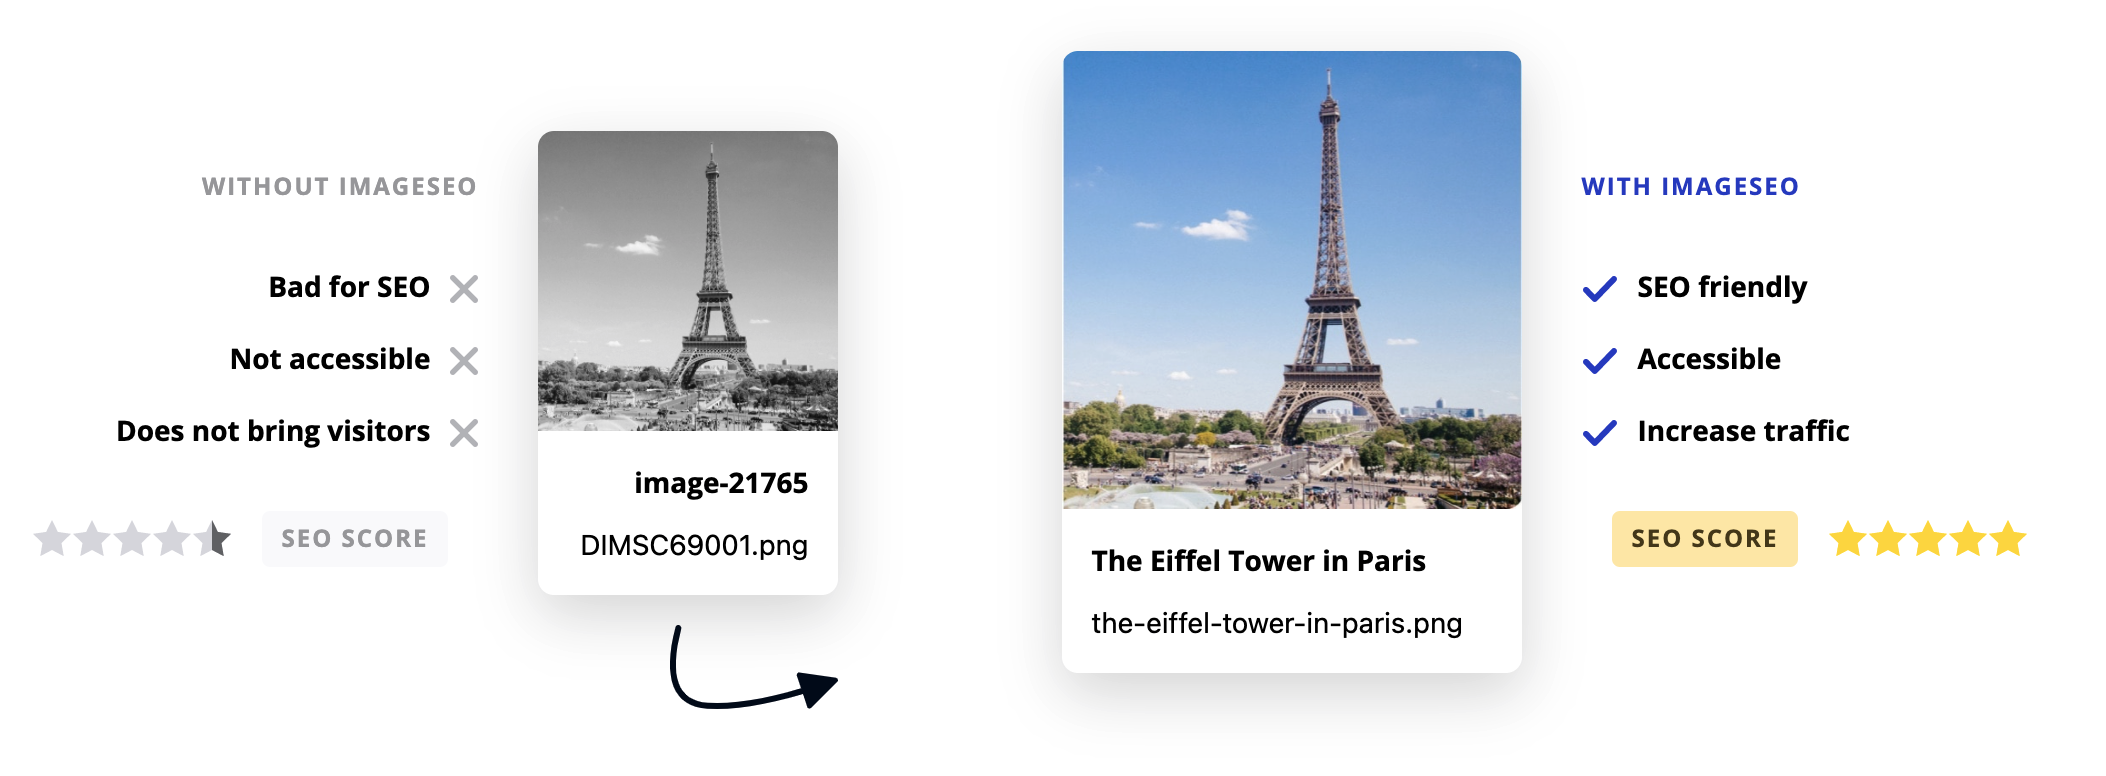 WITHOUT IMAGESEO
Bad for SEO
Not accessible
Does not bring visitors
SEO SCORE
image-21765
DIMSC69001.png
The Eiffel Tower in Paris
the-eiffel-tower-in-paris.png
WITH IMAGESEO
SEO friendly
Accessible
Increase traffic
SEO SCORE